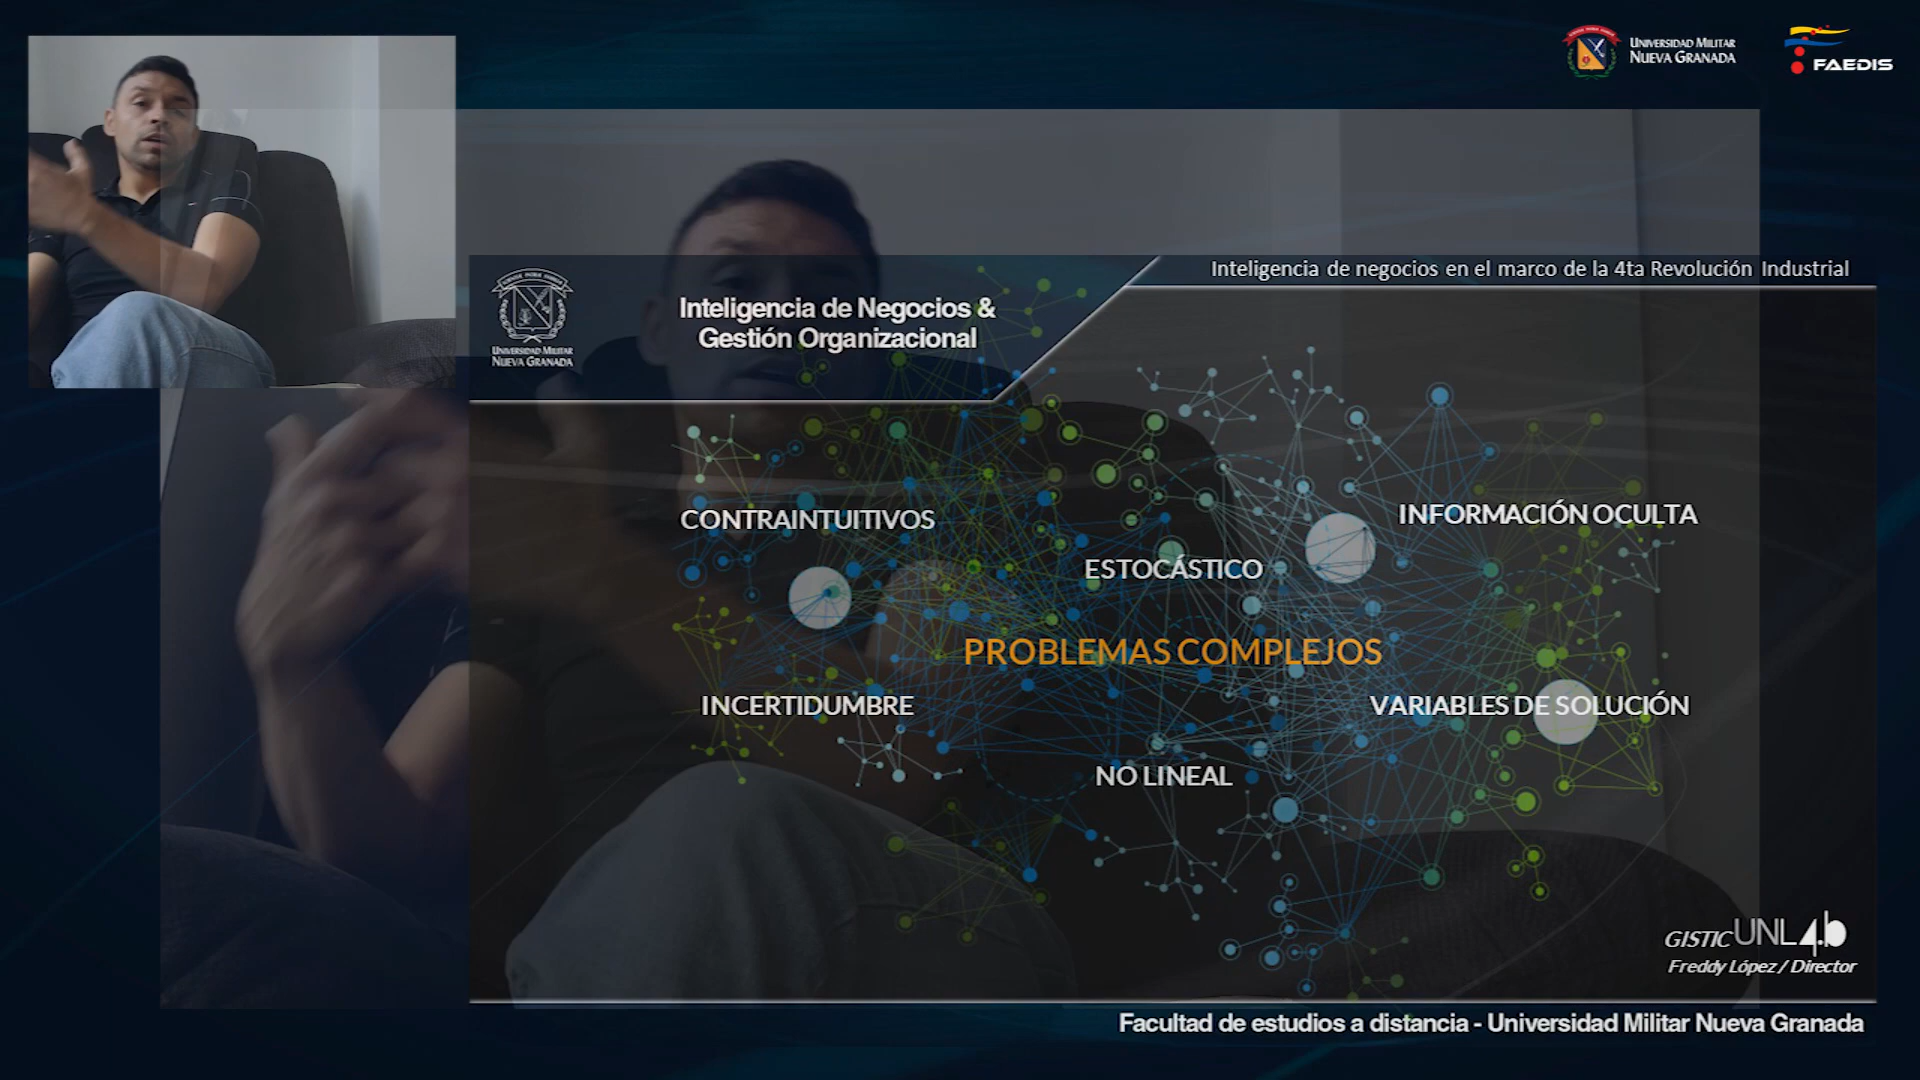 UNIVERSIDAD MILITAR
NUEVA GRANADA
FAEDIS
Inteligencia de negocios en el marco de la 4ta Revolución Industrial
Inteligencia de Negocios &
Gestión Organizacional
UNIVERSIDAD MILITAR
NUEVA GRANADA
CONTRAINTUITIVOS
INFORMACIÓN OCULTA
ESTOCÁSTICO
PROBLEMAS COMPLEJOS
INCERTIDUMBRE
VARIABLES DE SOLUCIÓN
NO LINEAL
GISTIC UNL4.b
Freddy López / Director
Facultad de estudios a distancia - Universidad Militar Nueva Granada